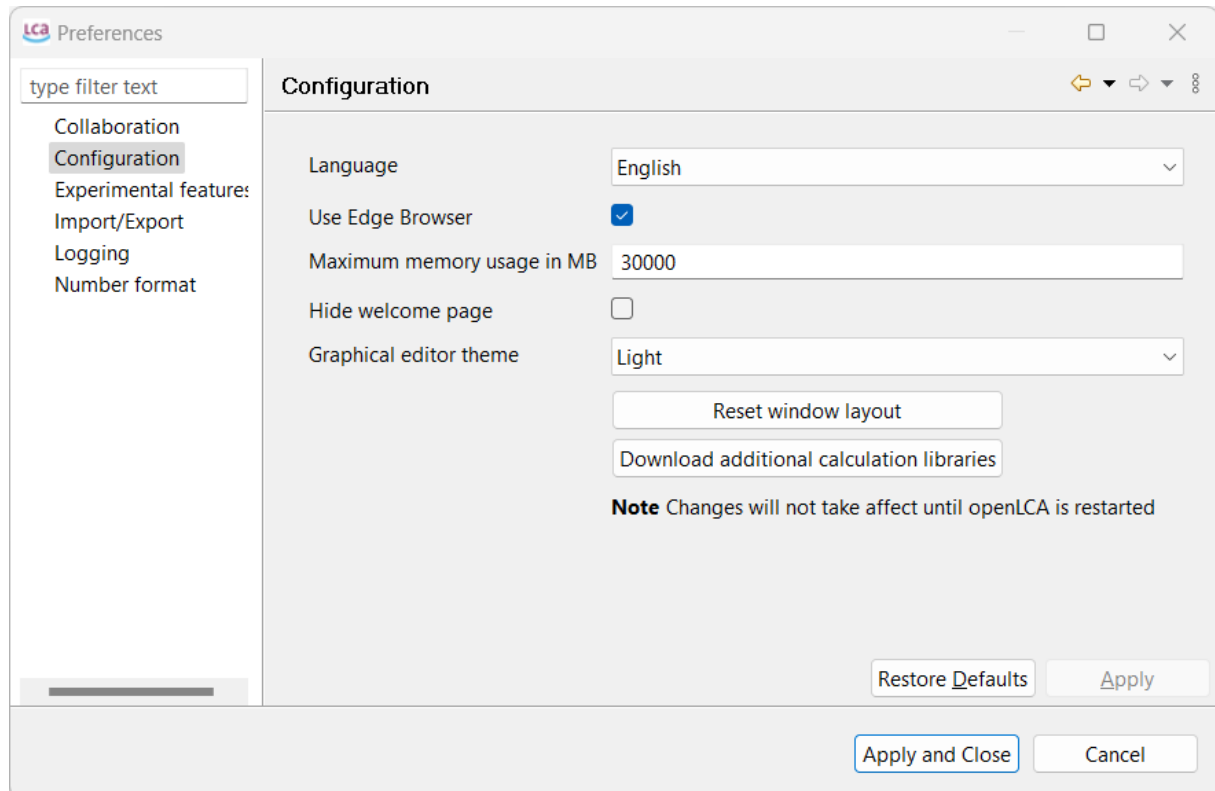 LCa Preferences
type filter text
Collaboration
Configuration
Experimental features
Import/Export
Logging
Number format
Configuration
Language English
Use Edge Browser
Maximum memory usage in MB 30000
Hide welcome page
Graphical editor theme Light
Reset window layout
Download additional calculation libraries
Note Changes will not take affect until openLCA is restarted
Restore Defaults Apply
Apply and Close Cancel